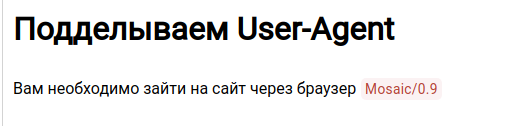 Подделываем User-Agent
Вам необходимо зайти на сайт через браузер Mosaic/0.9